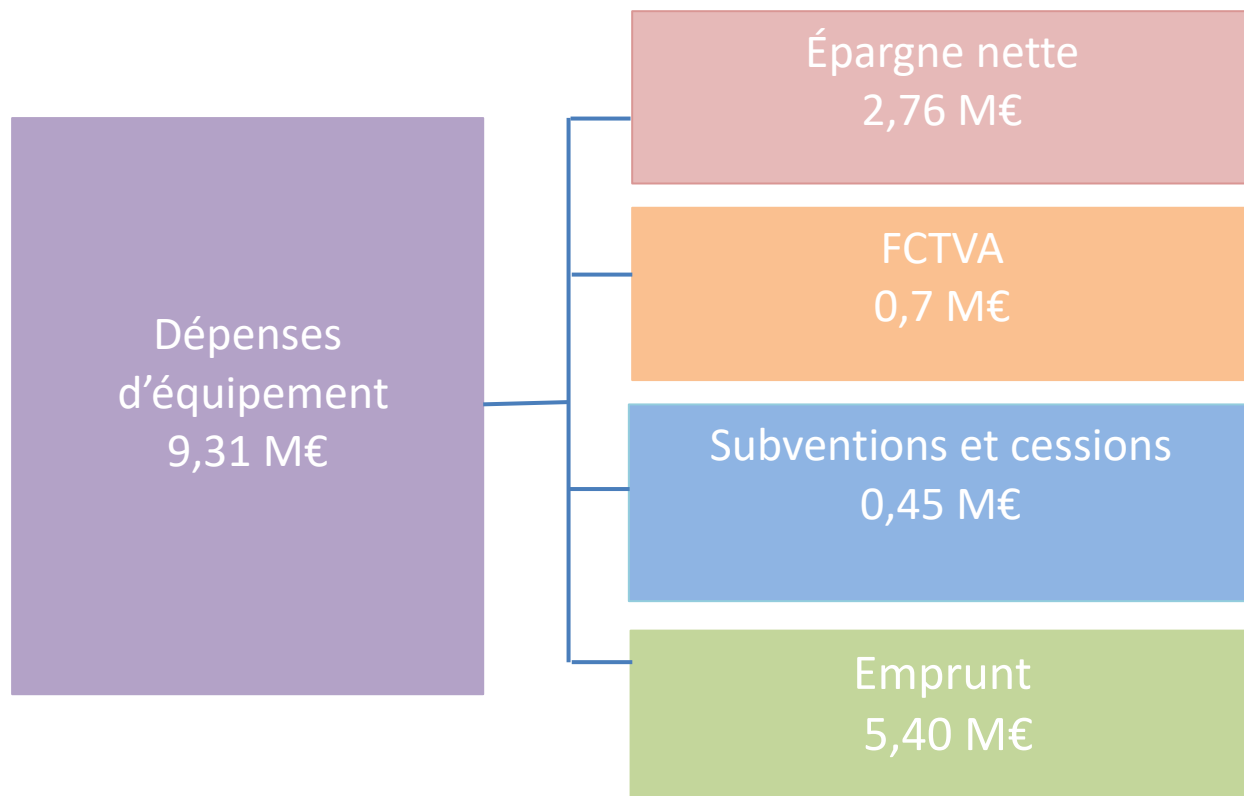 Dépenses
d’équipement
9,31 M€
Épargne nette
2,76 M€
FCTVA
0,7 M€
Subventions et cessions
0,45 M€
Emprunt
5,40 M€